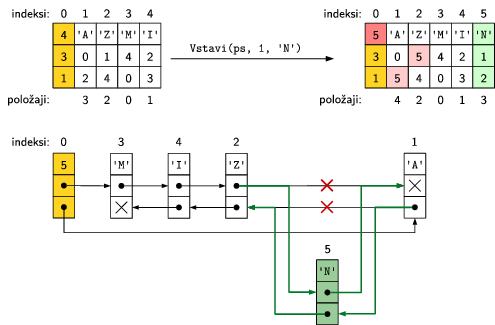 indeksi: 0 1 2 3 4
4 'A' 'Z' 'M' 'I'
3 0 1 4 2
1 2 4 0 3
položaji: 3 2 0 1
Vstavi(ps, 1, 'N')
indeksi: 0 1 2 3 4 5
5 'A' 'Z' 'M' 'I' 'N'
3 0 5 4 2 1
1 5 4 0 3 2
položaji: 4 2 0 1 3
indeksi: 0 3 4 2 1
5 'M' 'I' 'Z' 'A'
5
'N'